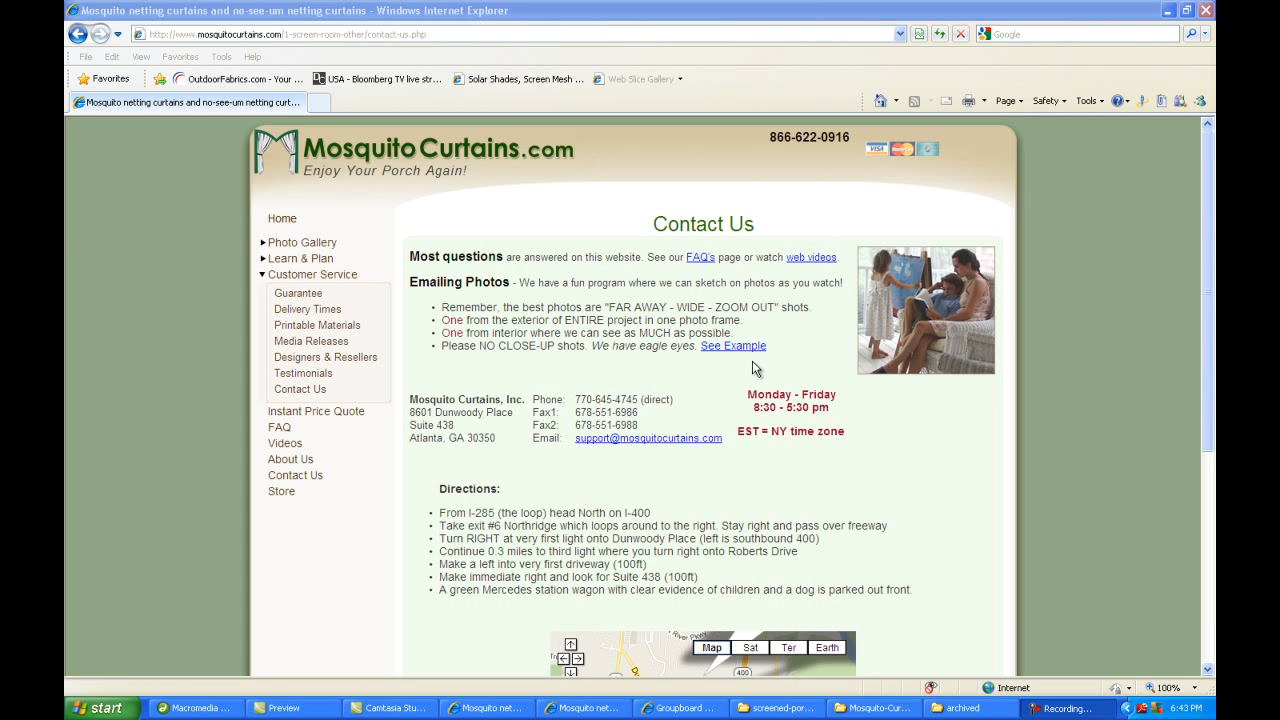 Mosquito netting curtains and no-see-um netting curtains - Windows Internet Explorer
http://www.mosquitocurtains.com/1-screen-room-other/contact-us.php
Google
File Edit View Favorites Tools Help
Favorites OutdoorFabrics.com - Your ... USA - Bloomberg TV live str... Solar Shades, Screen Mesh ... Web Slice Gallery
Mosquito netting curtains and no-see-um netting curt...
Page Safety Tools
MosquitoCurtains.com
Enjoy Your Porch Again!
866-622-0916
VISA
Home
Photo Gallery
Learn & Plan
Customer Service
Guarantee
Delivery Times
Printable Materials
Media Releases
Designers & Resellers
Testimonials
Contact Us
Instant Price Quote
FAQ
Videos
About Us
Contact Us
Store
Contact Us
Most questions are answered on this website. See our FAQ's page or watch web videos.
Emailing Photos - We have a fun program where we can sketch on photos as you watch!
• Remember, the best photos are "FAR AWAY - WIDE - ZOOM OUT" shots.
• One from the exterior of ENTIRE project in one photo frame.
• One from interior where we can see as MUCH as possible.
• Please NO CLOSE-UP shots. We have eagle eyes. See Example
Mosquito Curtains, Inc. Phone: 770-645-4745 (direct)
8601 Dunwoody Place Fax1: 678-551-6986
Suite 438 Fax2: 678-551-6988
Atlanta, GA 30350 Email: support@mosquitocurtains.com
Monday - Friday
8:30 - 5:30 pm
EST = NY time zone
Directions:
• From I-285 (the loop) head North on I-400
• Take exit #6 Northridge which loops around to the right. Stay right and pass over freeway
• Turn RIGHT at very first light onto Dunwoody Place (left is southbound 400)
• Continue 0.3 miles to third light where you turn right onto Roberts Drive
• Make a left into very first driveway (100ft)
• Make immediate right and look for Suite 438 (100ft)
• A green Mercedes station wagon with clear evidence of children and a dog is parked out front.
Map Sat Ter Earth
400
Internet 100%
start Macromedia ... Preview Camtasia Stu... Mosquito net... Mosquito net... Groupboard ... screened-por... Mosquito-Cur... archived Recording... 6:43 PM